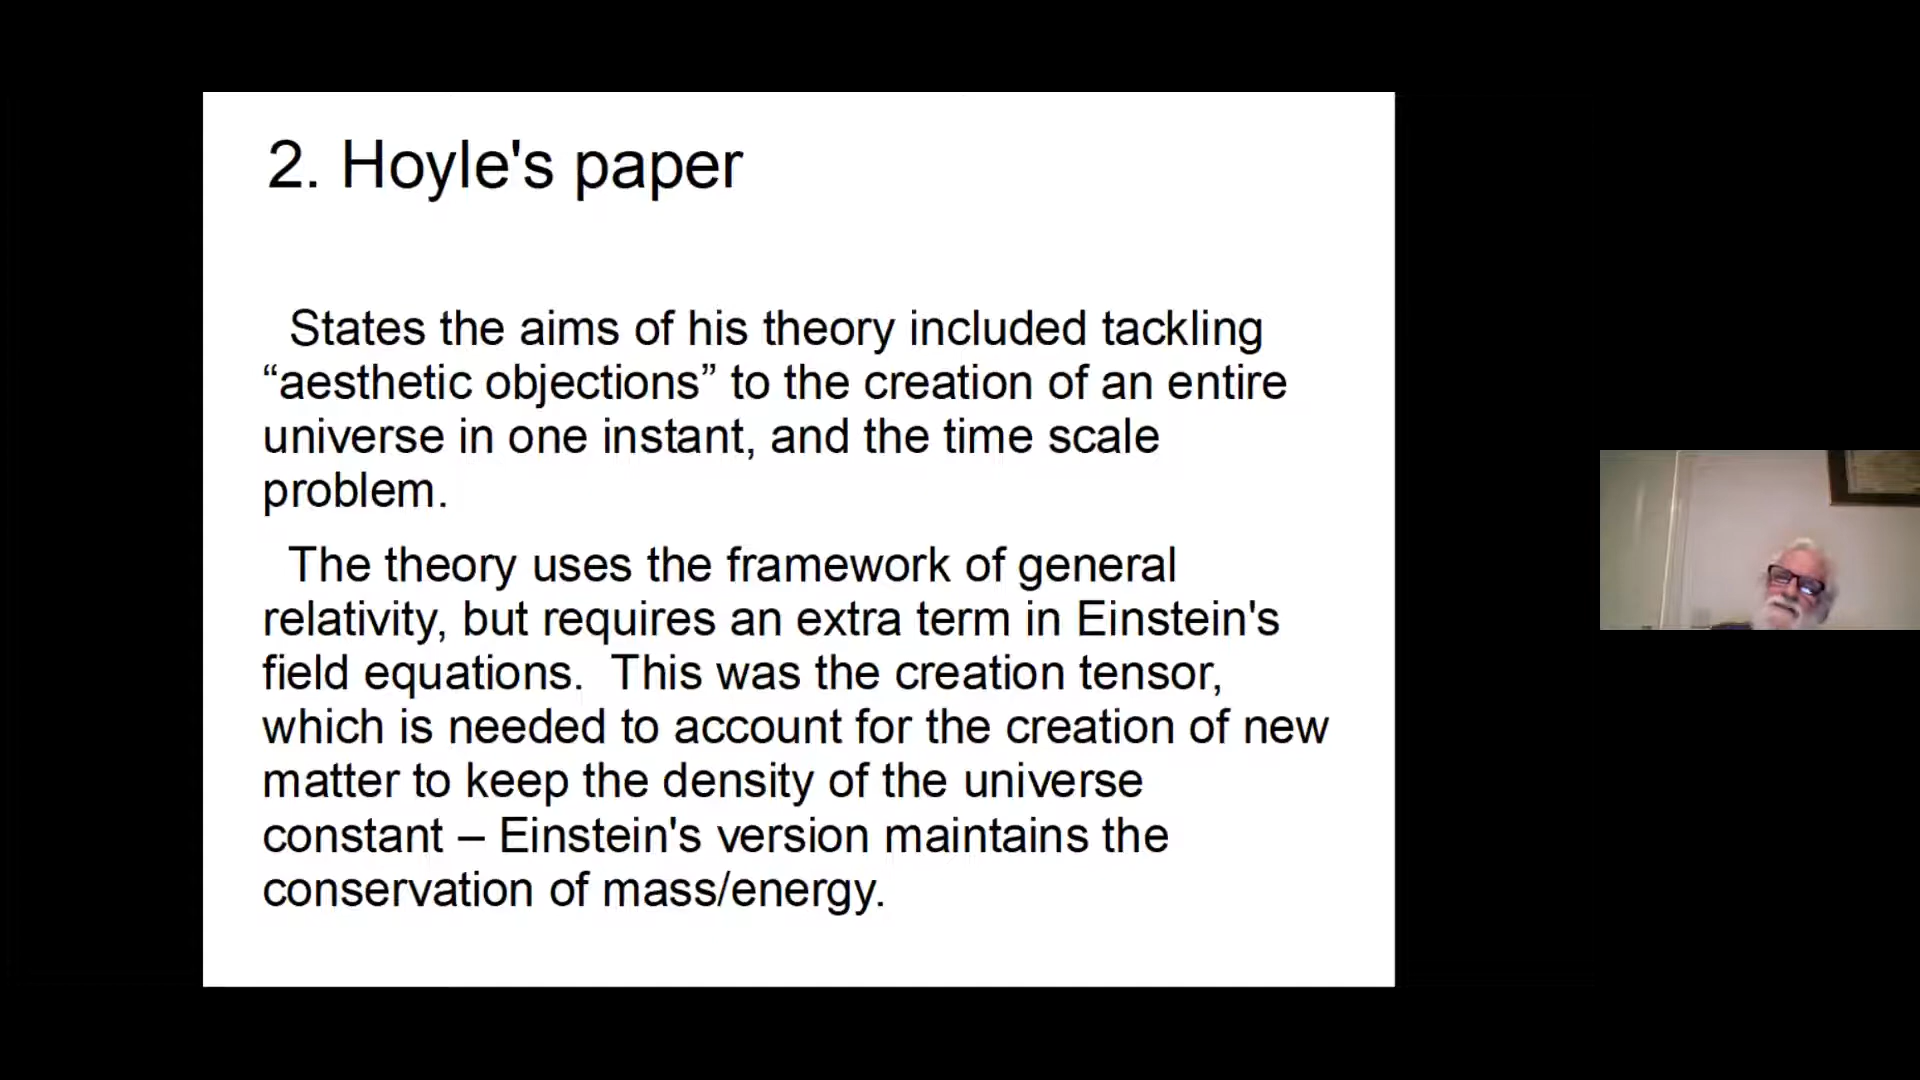 2. Hoyle's paper
States the aims of his theory included tackling
“aesthetic objections” to the creation of an entire
universe in one instant, and the time scale
problem.
The theory uses the framework of general
relativity, but requires an extra term in Einstein's
field equations.  This was the creation tensor,
which is needed to account for the creation of new
matter to keep the density of the universe
constant – Einstein's version maintains the
conservation of mass/energy.